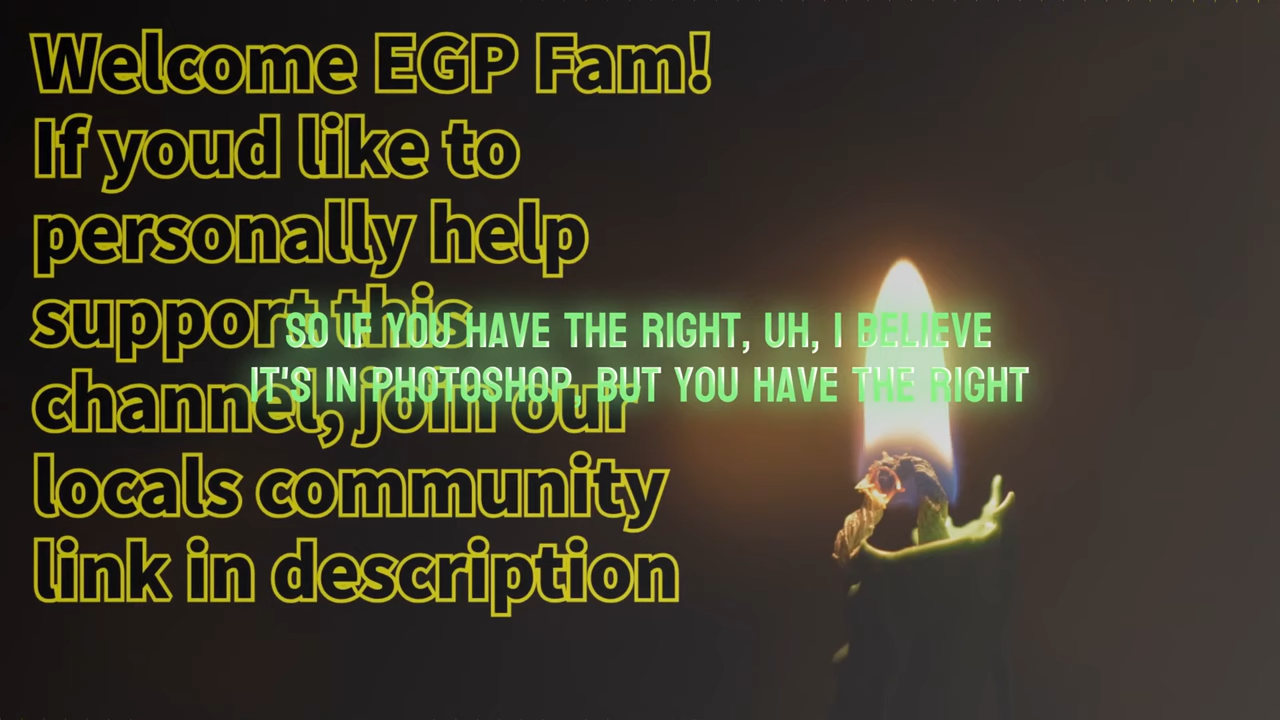 Welcome EGP Fam!
If youd like to
personally help
support this
channel, join our
locals community
link in description
SO IF YOU HAVE THE RIGHT, UH, I BELIEVE
IT'S IN PHOTOSHOP, BUT YOU HAVE THE RIGHT